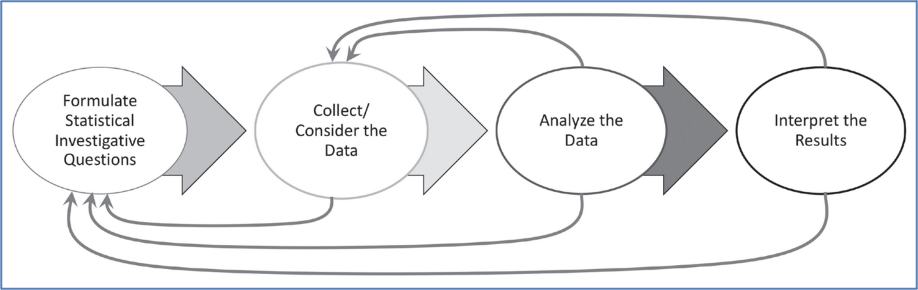 Formulate
Statistical
Investigative
Questions
Collect/
Consider the
Data
Analyze the
Data
Interpret the
Results